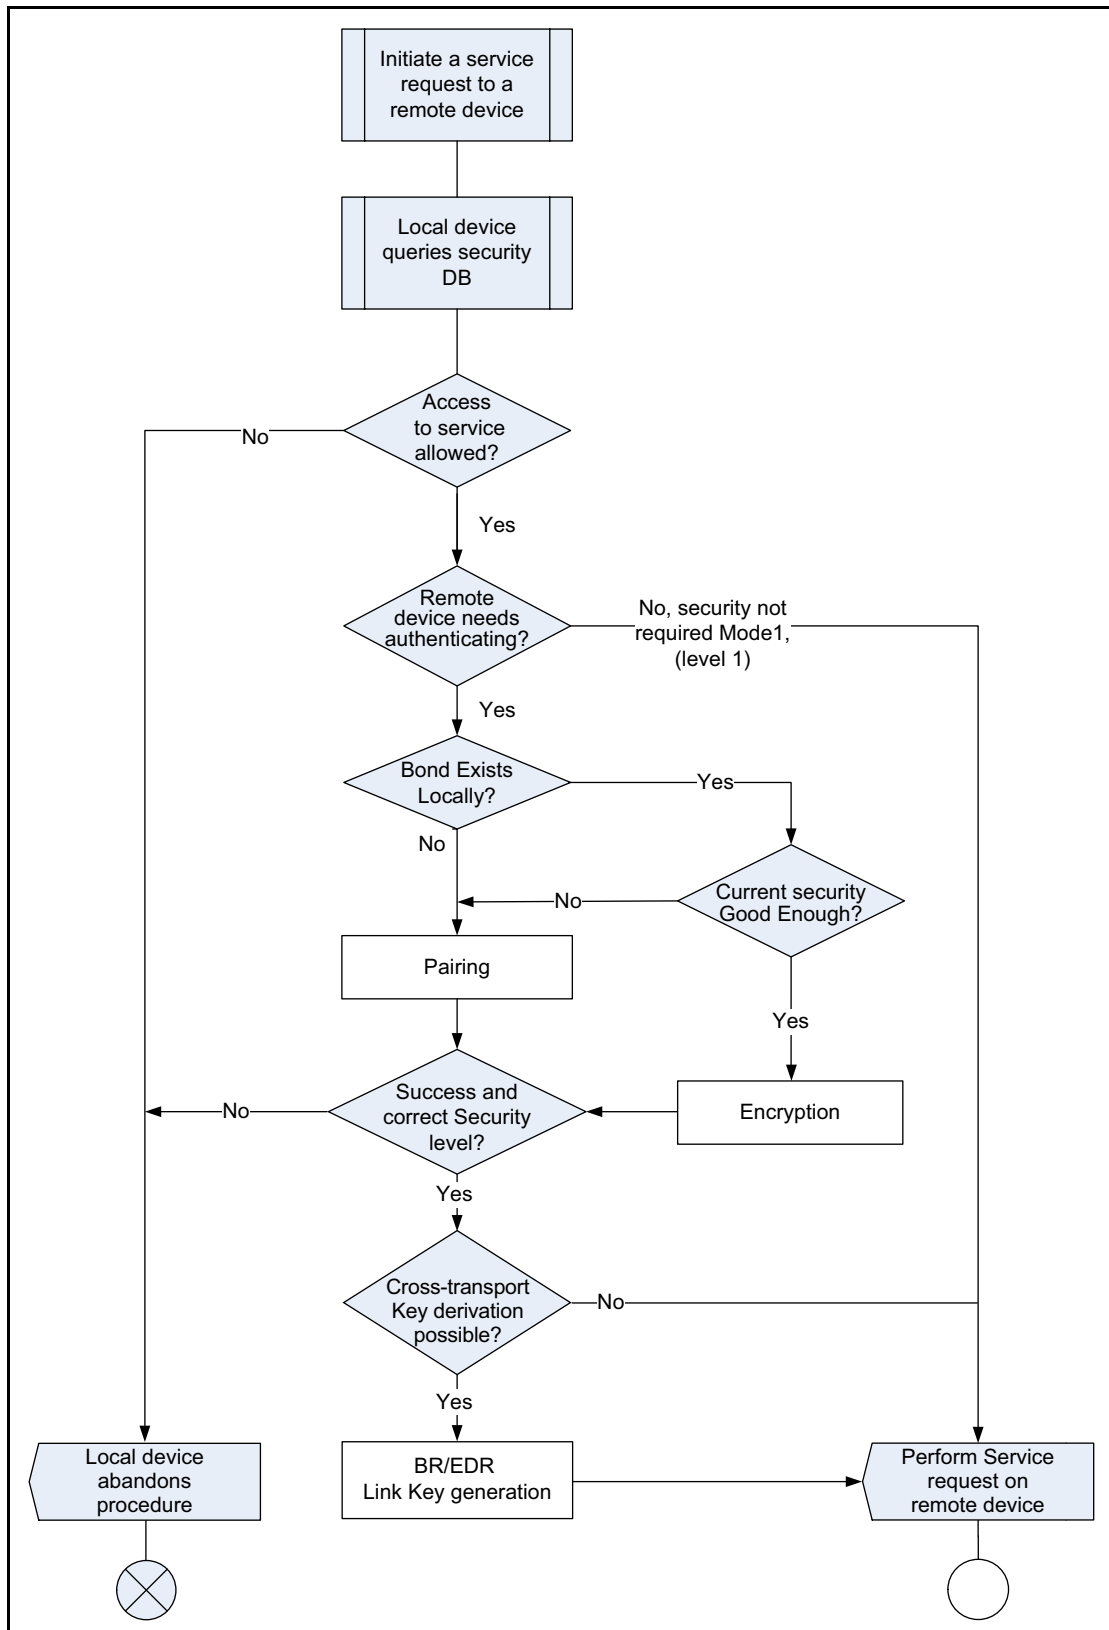 Initiate a service
request to a
remote device
Local device
queries security
DB
Access
to service
allowed?
No
Yes
Remote
device needs
authenticating?
No, security not
required Mode1,
(level 1)
Yes
Bond Exists
Locally?
Yes
No
Current security
Good Enough?
No
Pairing
Yes
Success and
correct Security
level?
No
Encryption
Yes
Cross-transport
Key derivation
possible?
No
Yes
Local device
abandons
procedure
BR/EDR
Link Key generation
Perform Service
request on
remote device